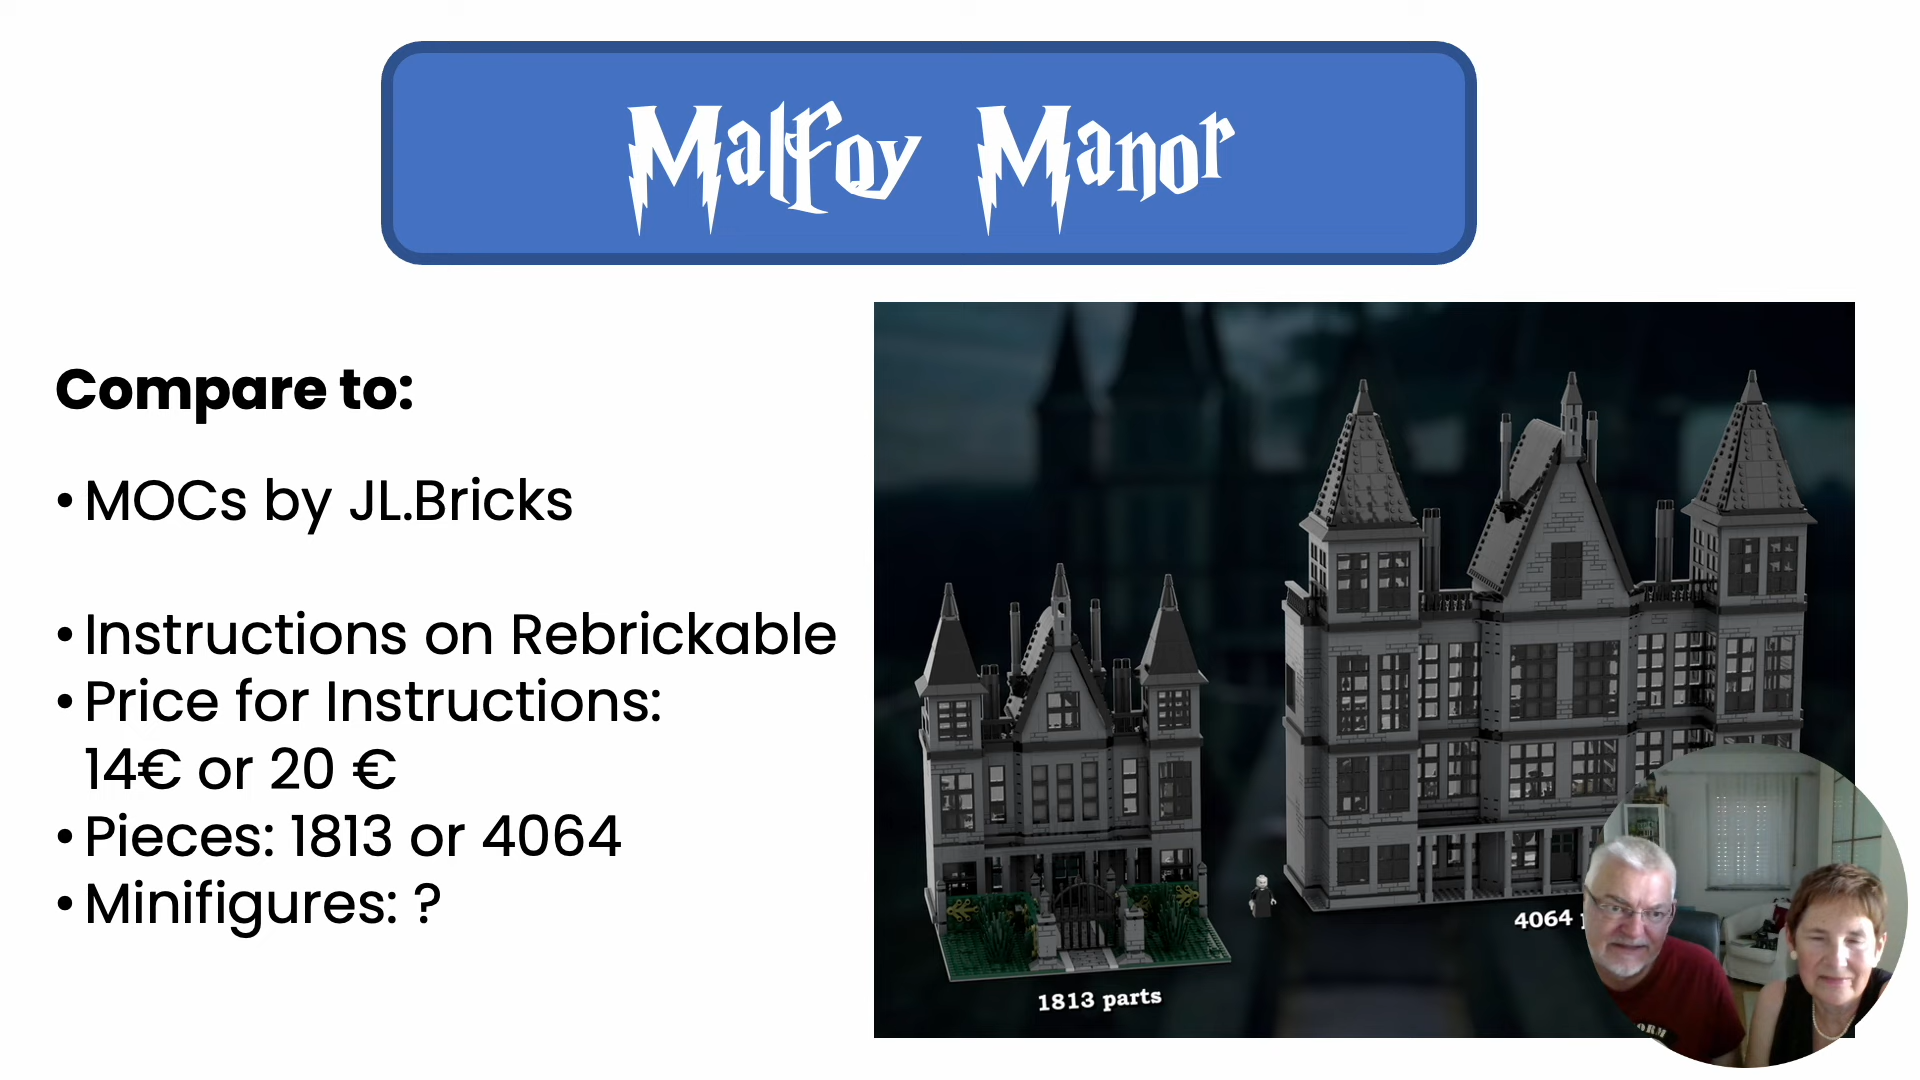 Malfoy Manor
Compare to:
• MOCs by JL.Bricks
• Instructions on Rebrickable
• Price for Instructions:
14€ or 20 €
• Pieces: 1813 or 4064
• Minifigures: ?
4064
1813 parts
ORM